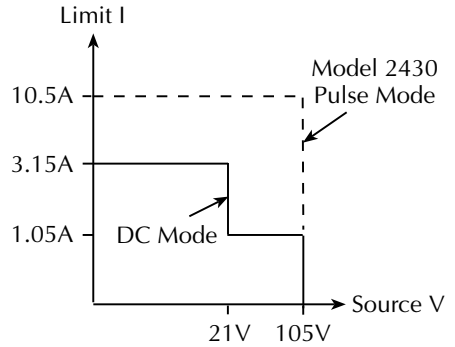 Limit I
Model 2430
Pulse Mode
10.5A
3.15A
1.05A
DC Mode
Source V
21V
105V